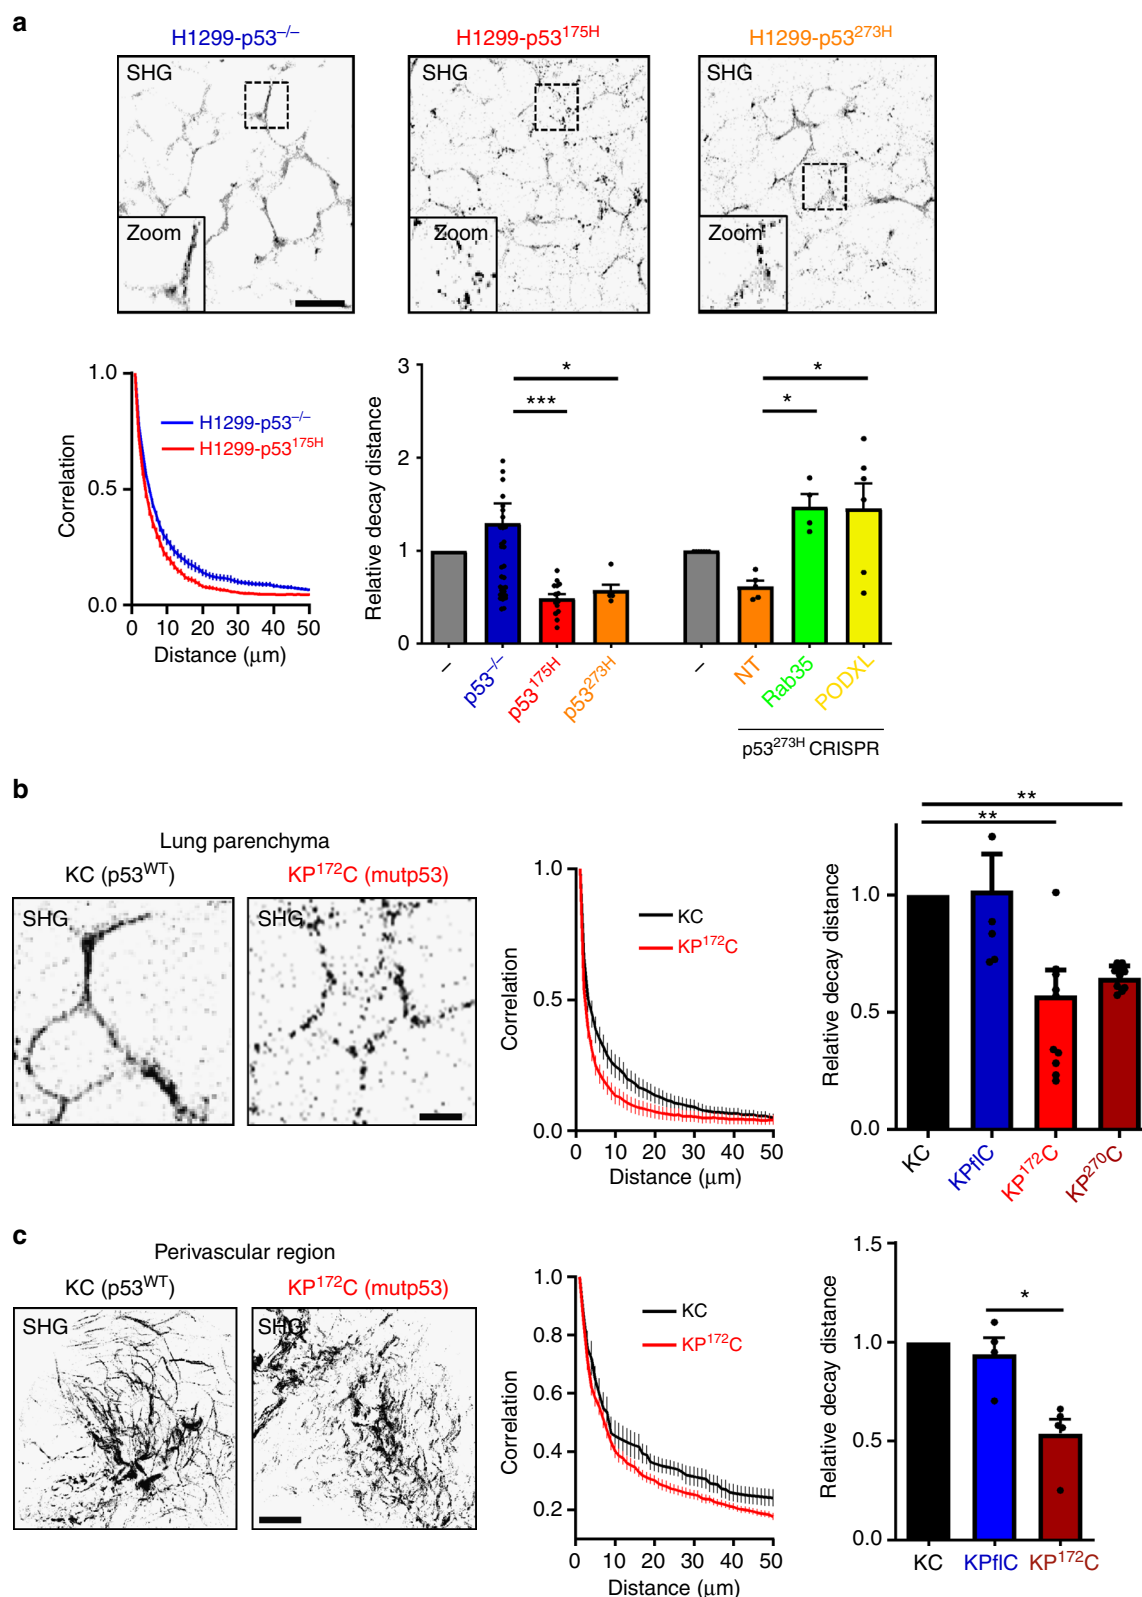 a
H1299-p53–/– H1299-p53175H H1299-p53273H
SHG SHG SHG
Zoom Zoom Zoom
1.0
0.5
0.0
Correlation
H1299-p53–/–
H1299-p53175H
0 10 20 30 40 50
Distance (μm)
3
2
1
0
Relative decay distance
* *
*** *
– p53–/– p53175H p53273H – NT Rab35 PODXL
p53273H CRISPR
b
Lung parenchyma
KC (p53WT) KP172C (mutp53)
SHG SHG
1.0
0.5
0.0
Correlation
KC
KP172C
0 10 20 30 40 50
Distance (μm)
**
**
1.0
0.5
0.0
Relative decay distance
KC KPflC KP172C KP270C
c
Perivascular region
KC (p53WT) KP172C (mutp53)
SHG SHG
1.0
0.8
0.6
0.4
0.2
Correlation
KC
KP172C
0 10 20 30 40 50
Distance (μm)
1.5
1.0
0.5
0.0
Relative decay distance
*
KC KPflC KP172C